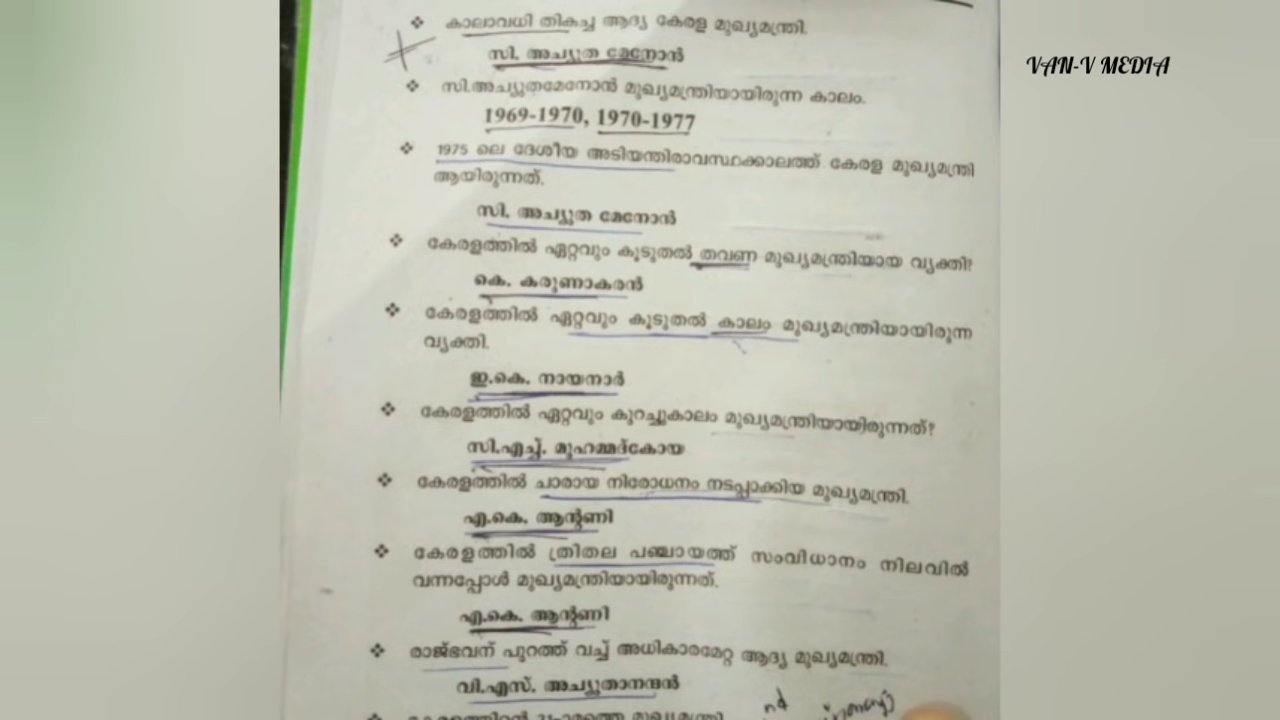 ❖ കാലാവധി തികച്ച ആദ്യ കേരള മുഖ്യമന്ത്രി.
സി. അച്യുത മേനോൻ
VAN-V MEDIA
❖ സി.അച്യുതമേനോൻ മുഖ്യമന്ത്രിയായിരുന്ന കാലം.
1969-1970, 1970-1977
❖ 1975 ലെ ദേശീയ അടിയന്തിരാവസ്ഥക്കാലത്ത് കേരള മുഖ്യമന്ത്രി
ആയിരുന്നത്.
സി. അച്യുത മേനോൻ
❖ കേരളത്തിൽ ഏറ്റവും കൂടുതൽ തവണ മുഖ്യമന്ത്രിയായ വ്യക്തി?
കെ. കരുണാകരൻ
❖ കേരളത്തിൽ ഏറ്റവും കൂടുതൽ കാലം മുഖ്യമന്ത്രിയായിരുന്ന
വ്യക്തി.
ഇ.കെ. നായനാർ
❖ കേരളത്തിൽ ഏറ്റവും കുറച്ചുകാലം മുഖ്യമന്ത്രിയായിരുന്നത്?
സി.എച്ച്. മുഹമ്മദ്കോയ
❖ കേരളത്തിൽ ചാരായ നിരോധനം നടപ്പാക്കിയ മുഖ്യമന്ത്രി.
എ.കെ. ആന്റണി
❖ കേരളത്തിൽ ത്രിതല പഞ്ചായത്ത് സംവിധാനം നിലവിൽ
വന്നപ്പോൾ മുഖ്യമന്ത്രിയായിരുന്നത്.
എ.കെ. ആന്റണി
❖ രാജ്ഭവന് പുറത്ത് വച്ച് അധികാരമേറ്റ ആദ്യ മുഖ്യമന്ത്രി.
വി.എസ്. അച്യുതാനന്ദൻ